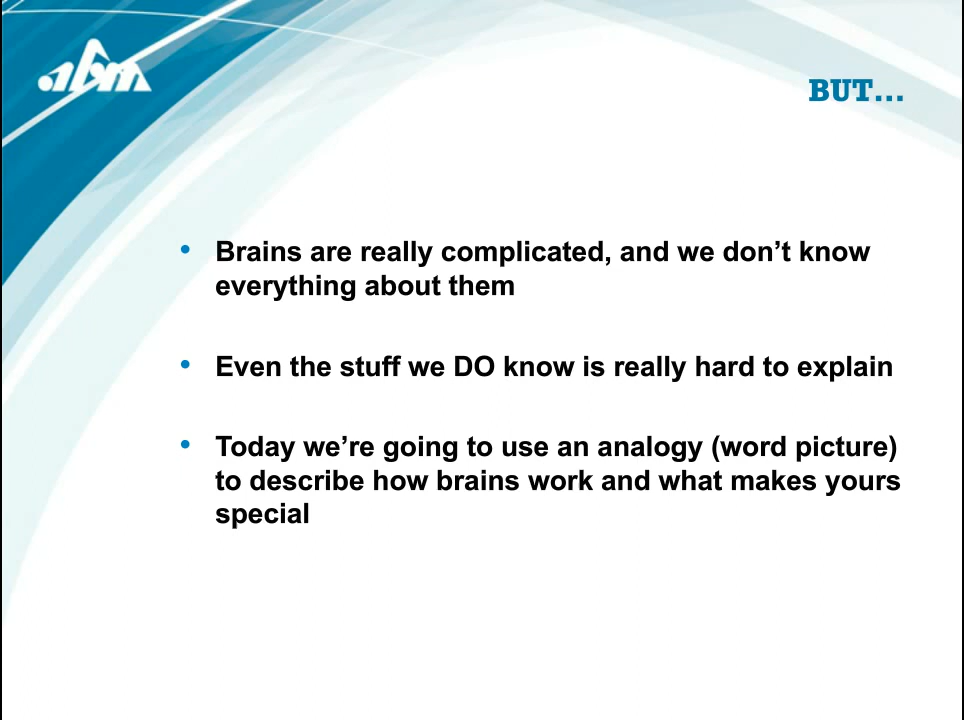 abm
BUT...
• Brains are really complicated, and we don’t know
everything about them
• Even the stuff we DO know is really hard to explain
• Today we’re going to use an analogy (word picture)
to describe how brains work and what makes yours
special